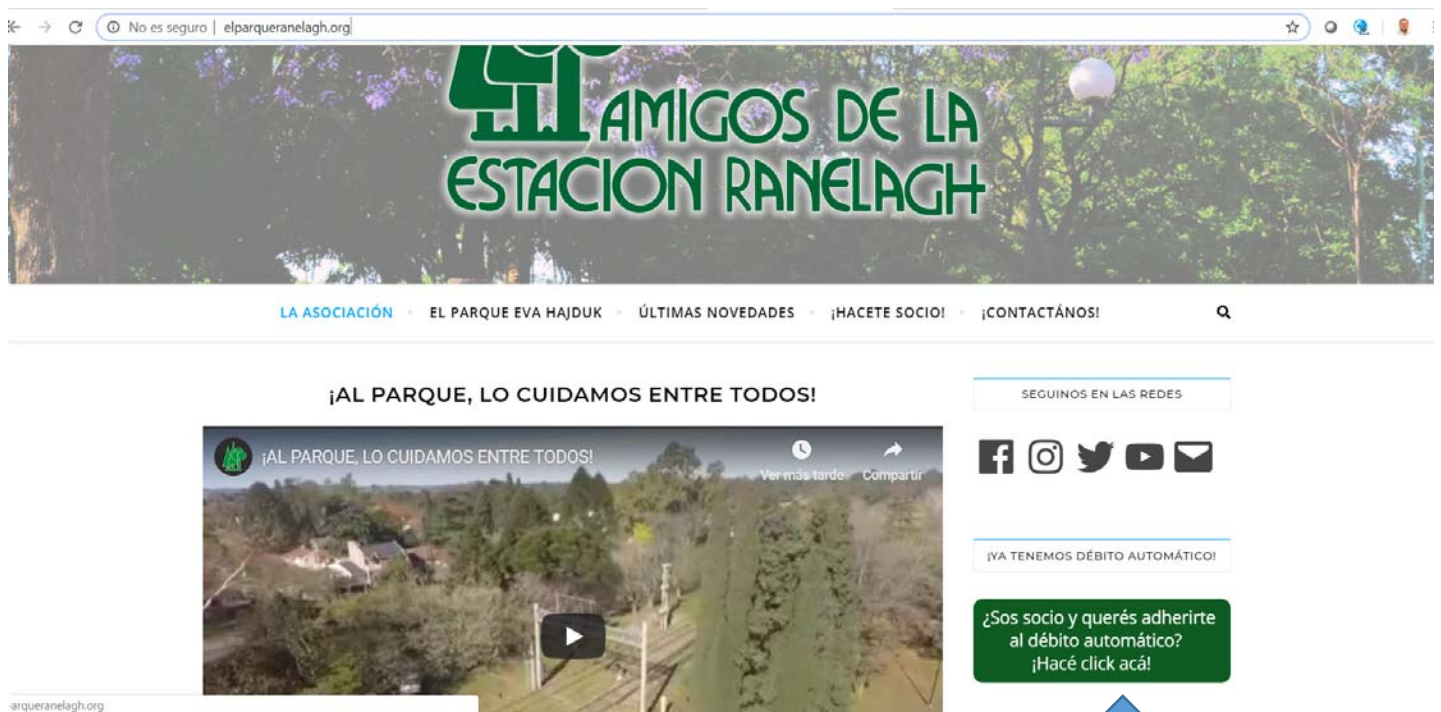 No es seguro | elparqueranelagh.org
AMIGOS DE LA
ESTACION RANELAGH
LA ASOCIACIÓN
EL PARQUE EVA HAJDUK
ÚLTIMAS NOVEDADES
¡HACETE SOCIO!
¡CONTACTÁNOS!
¡AL PARQUE, LO CUIDAMOS ENTRE TODOS!
SEGUINOS EN LAS REDES
¡AL PARQUE, LO CUIDAMOS ENTRE TODOS!
Ver más tarde
Compartir
¡YA TENEMOS DÉBITO AUTOMÁTICO!
¿Sos socio y querés adherirte
al débito automático?
¡Hacé click acá!
arqueranelagh.org